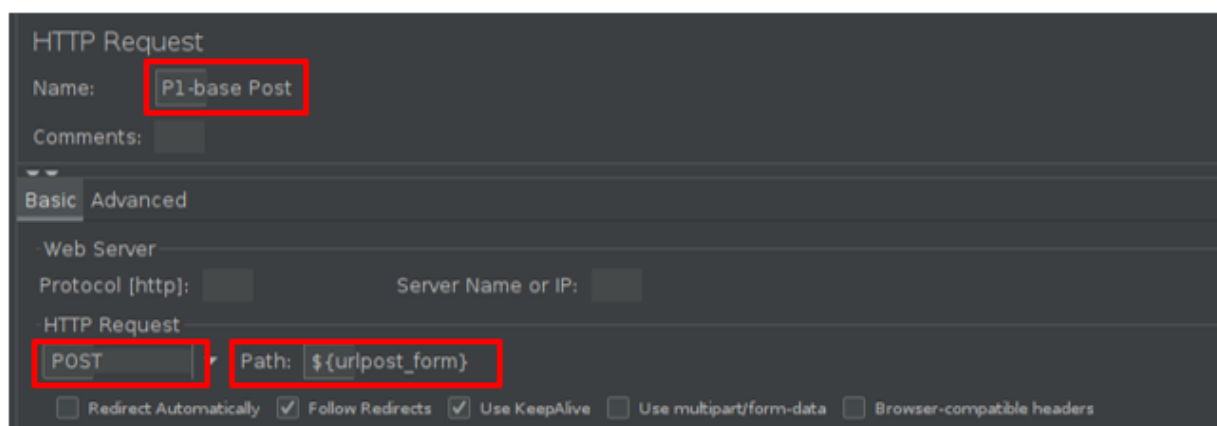 HTTP Request
Name: P1-base Post
Comments:
Basic Advanced
Web Server
Protocol [http]: Server Name or IP:
HTTP Request
POST Path: ${urlpost_form}
Redirect Automatically Follow Redirects Use KeepAlive Use multipart/form-data Browser-compatible headers